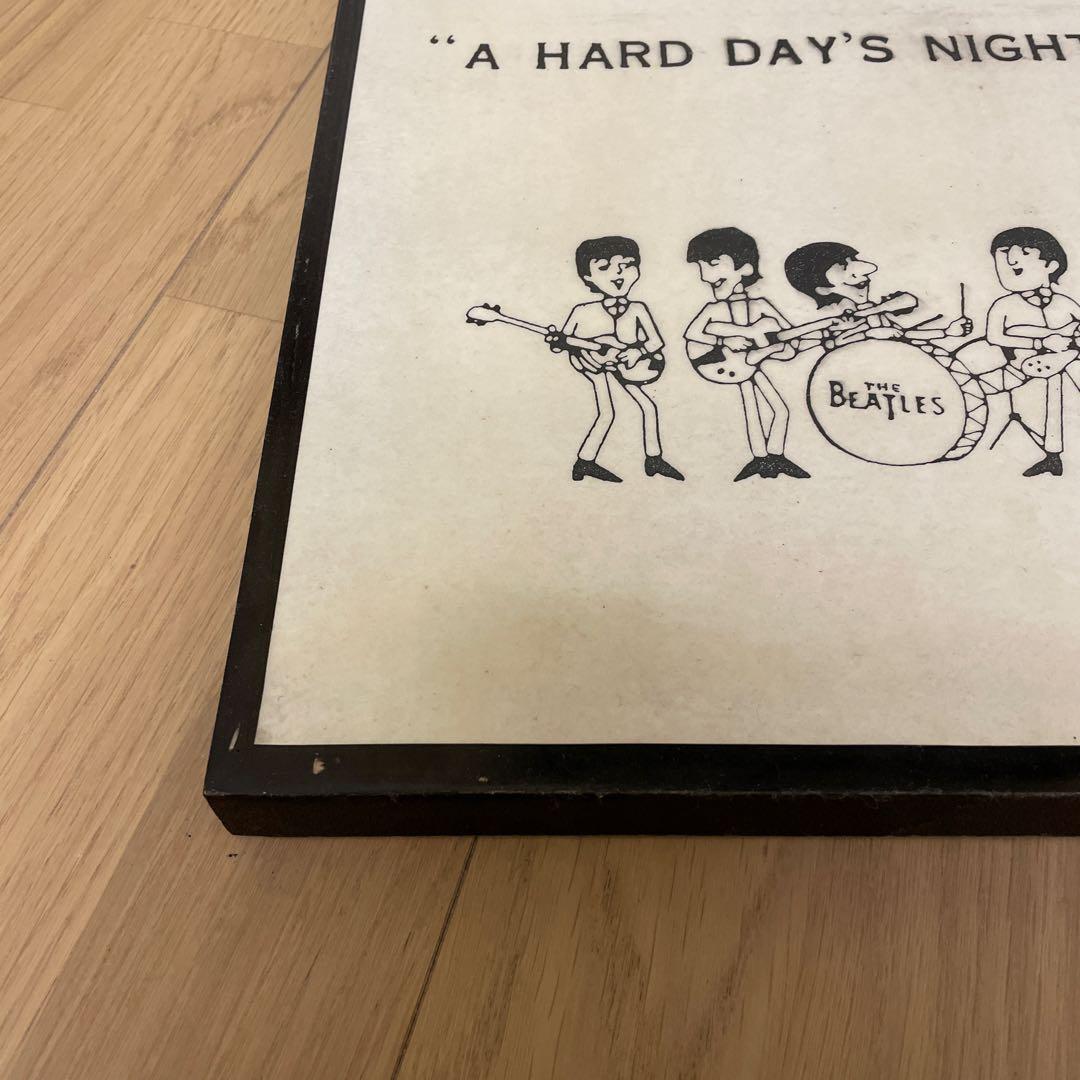 “A HARD DAY’S NIGHT
THE
BEATLES